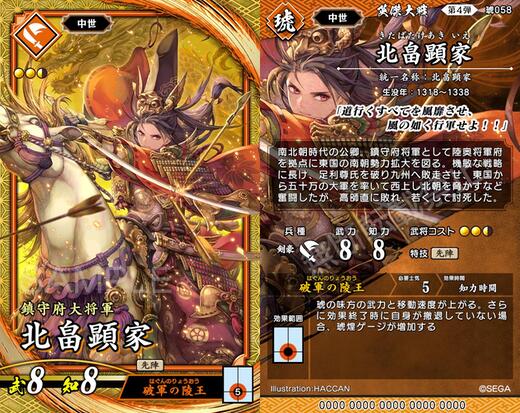 中世
鎮守府大将軍
北畠顕家
先陣
武8 知8
はぐんのりょうおう
破軍の陵王
5
琥
中世
英傑大戦
第4弾
琥058
きたばたけあきいえ
北畠顕家
統一名称:北畠顕家
生没年:1318~1338
「道行くすべてを風靡させ、
風の如く行軍せよ!!」
南北朝時代の公卿。鎮守府将軍として陸奥将軍府
を拠点に東国の南朝勢力拡大を図る。機敏な戦略
に長け、足利尊氏を破り九州へ敗走させ、東国か
ら五十万の大軍を率いて西上し北朝を脅かすなど
奮闘したが、高師直に敗れ、若くして討死した。
兵種 武力 知力 武将コスト
剣豪 8 8 特技 先陣
はぐんのりょうおう 必要士気 効果時間
破軍の陵王 5 知力時間
効果範囲
琥の味方の武力と移動速度が上がる。さら
に効果終了時に自身が撤退していない場
合、琥煌ゲージが増加する
Illustration:HACCAN
©SEGA
0000 0000 0000 0000 0000